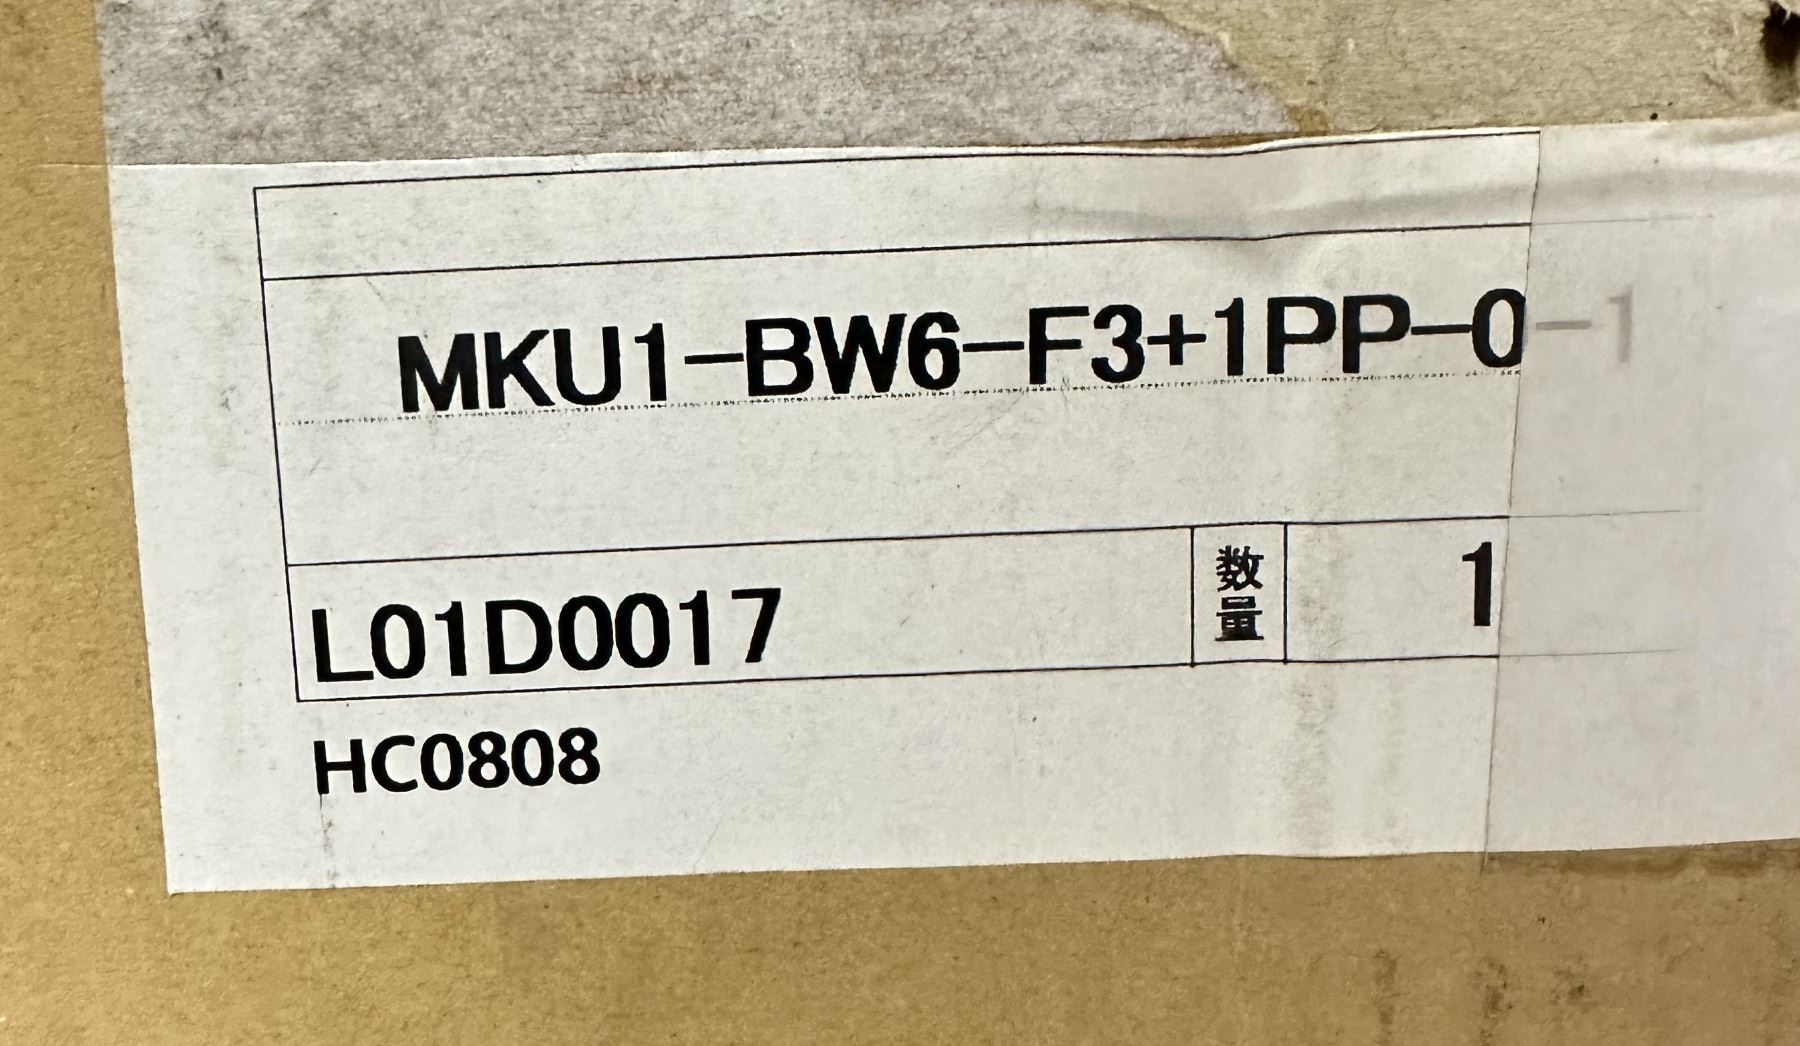 MKU1-BW6-F3+1PP-0-1
L01D0017 数量 1
HC0808